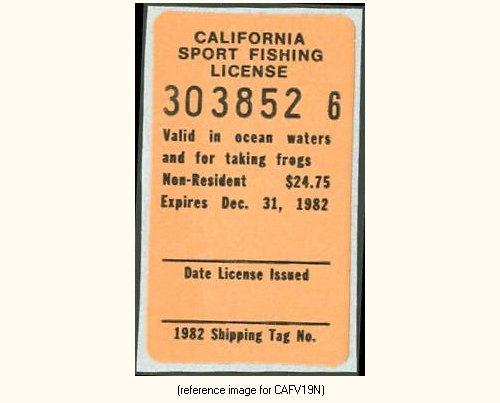 CALIFORNIA
SPORT FISHING
LICENSE
303852 6
Valid in ocean waters
and for taking frogs
Non-Resident $24.75
Expires Dec. 31, 1982
Date License Issued
1982 Shipping Tag No.
(reference image for CAFV19N)